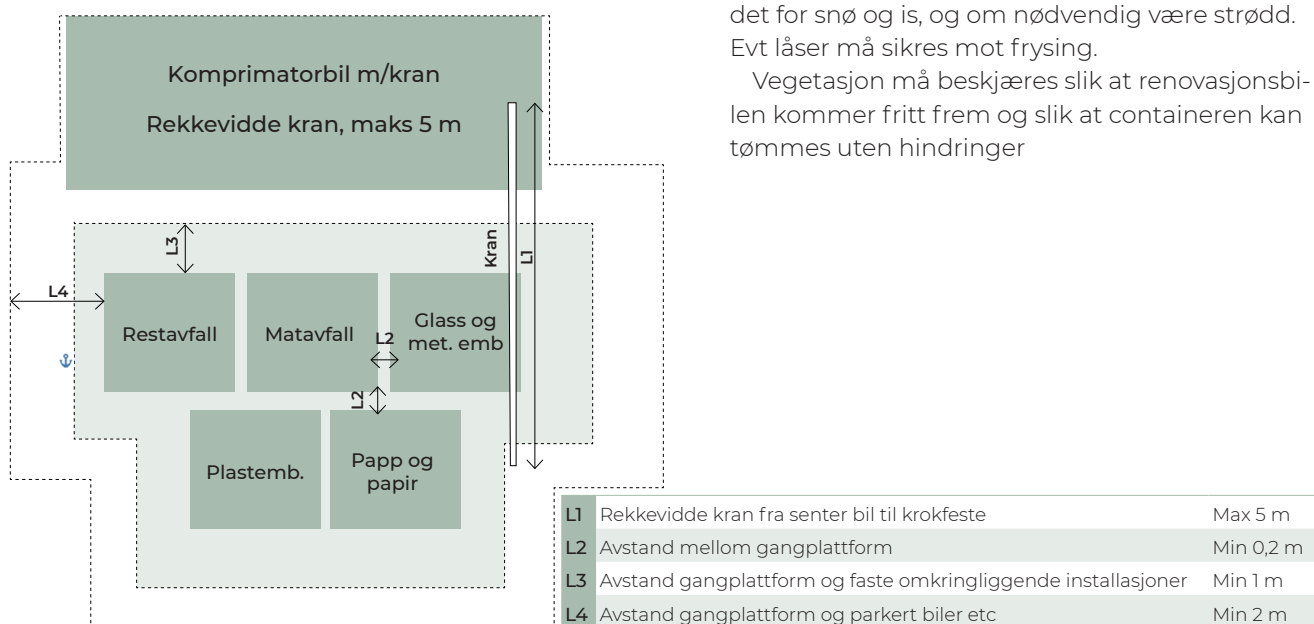 det for snø og is, og om nødvendig være strødd.
Evt låser må sikres mot frysing.
Vegetasjon må beskjæres slik at renovasjonsbi-
len kommer fritt frem og slik at containeren kan
tømmes uten hindringer
Komprimatorbil m/kran
Rekkevidde kran, maks 5 m
Kran
L1
L3
L4
Restavfall
Matavfall
L2
Glass og
met. emb
L2
Plastemb.
Papp og
papir
L1 Rekkevidde kran fra senter bil til krokfeste Max 5 m
L2 Avstand mellom gangplattform Min 0,2 m
L3 Avstand gangplattform og faste omkringliggende installasjoner Min 1 m
L4 Avstand gangplattform og parkert biler etc Min 2 m